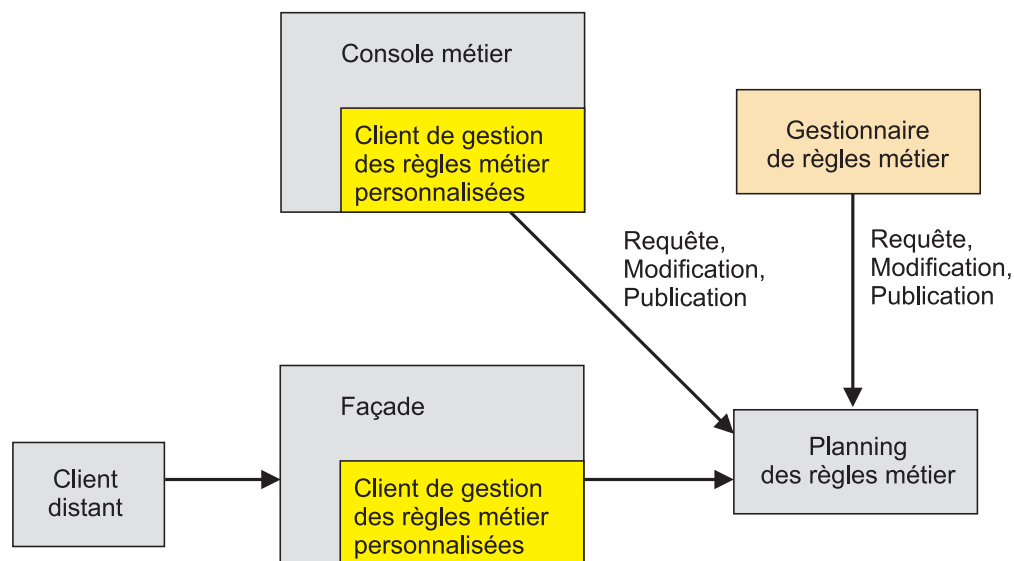 Console métier
Client de gestion
des règles métier
personnalisées
Gestionnaire
de règles métier
Requête,
Modification,
Publication
Requête,
Modification,
Publication
Façade
Client de gestion
des règles métier
personnalisées
Client
distant
Planning
des règles métier